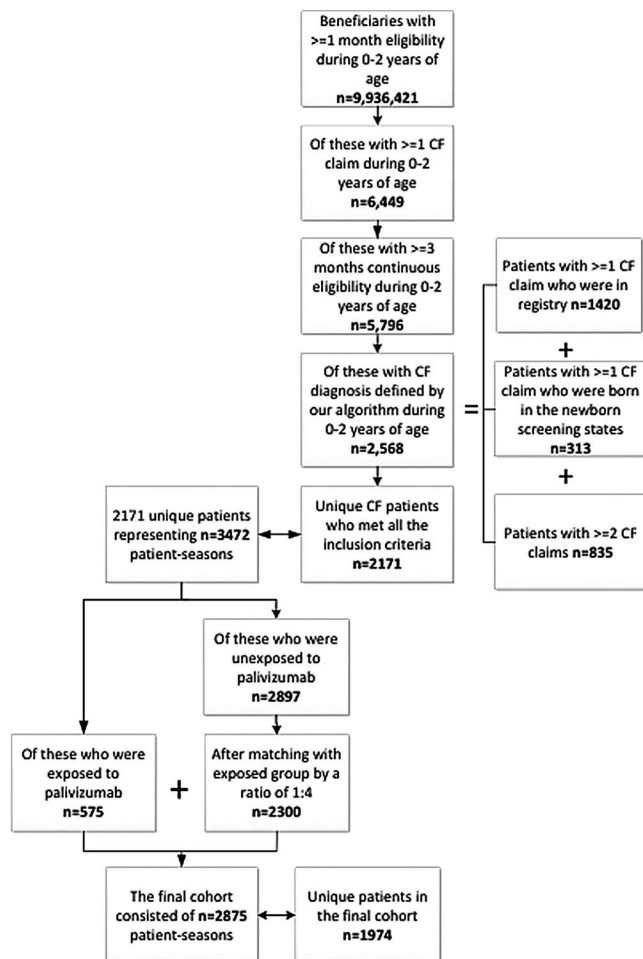 Beneficiaries with
>=1 month eligibility
during 0-2 years of
age
n=9,936,421
Of these with >=1 CF
claim during 0-2
years of age
n=6,449
Of these with >=3
months continuous
eligibility during 0-2
years of age
n=5,796
Of these with CF
diagnosis defined by
our algorithm during
0-2 years of age
n=2,568
=
Patients with >=1 CF
claim who were in
registry n=1420
+
Patients with >=1 CF
claim who were born
in the newborn
screening states
n=313
+
Patients with >=2 CF
claims n=835
Unique CF patients
who met all the
inclusion criteria
n=2171
2171 unique patients
representing n=3472
patient-seasons
Of these who were
unexposed to
palivizumab
n=2897
Of these who were
exposed to
palivizumab
n=575
+
After matching with
exposed group by a
ratio of 1:4
n=2300
The final cohort
consisted of n=2875
patient-seasons
Unique patients in
the final cohort
n=1974